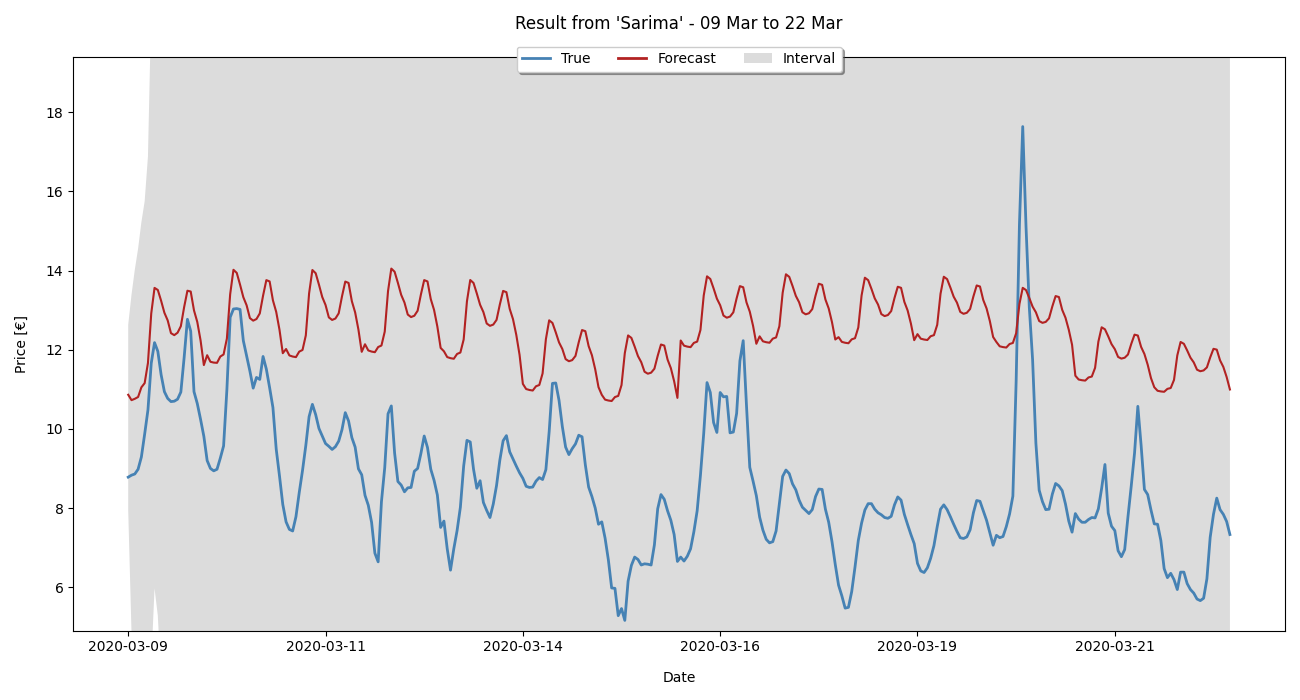 Result from 'Sarima' - 09 Mar to 22 Mar
True Forecast Interval
18
16
14
12
10
8
6
Price [€]
2020-03-09 2020-03-11 2020-03-14 2020-03-16 2020-03-19 2020-03-21
Date